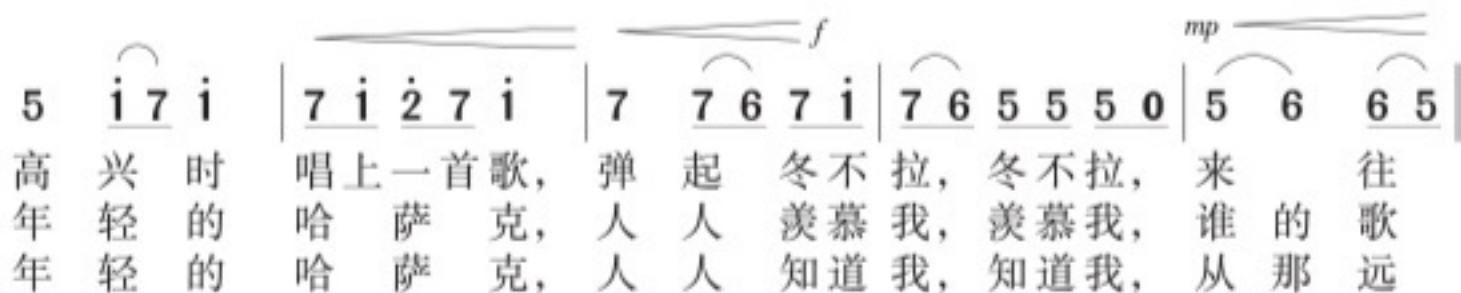 f mp
5 i 7 i | 7 i 2̇ 7 i | 7 7 6 7 i | 7 6 5 5 5 0 | 5 6 6 5
高 兴 时 唱上一首歌， 弹 起 冬不拉，冬不拉， 来 往
年 轻 的 哈 萨 克， 人 人 羡慕我，羡慕我， 谁 的 歌
年 轻 的 哈 萨 克， 人 人 知道我，知道我， 从 那 远